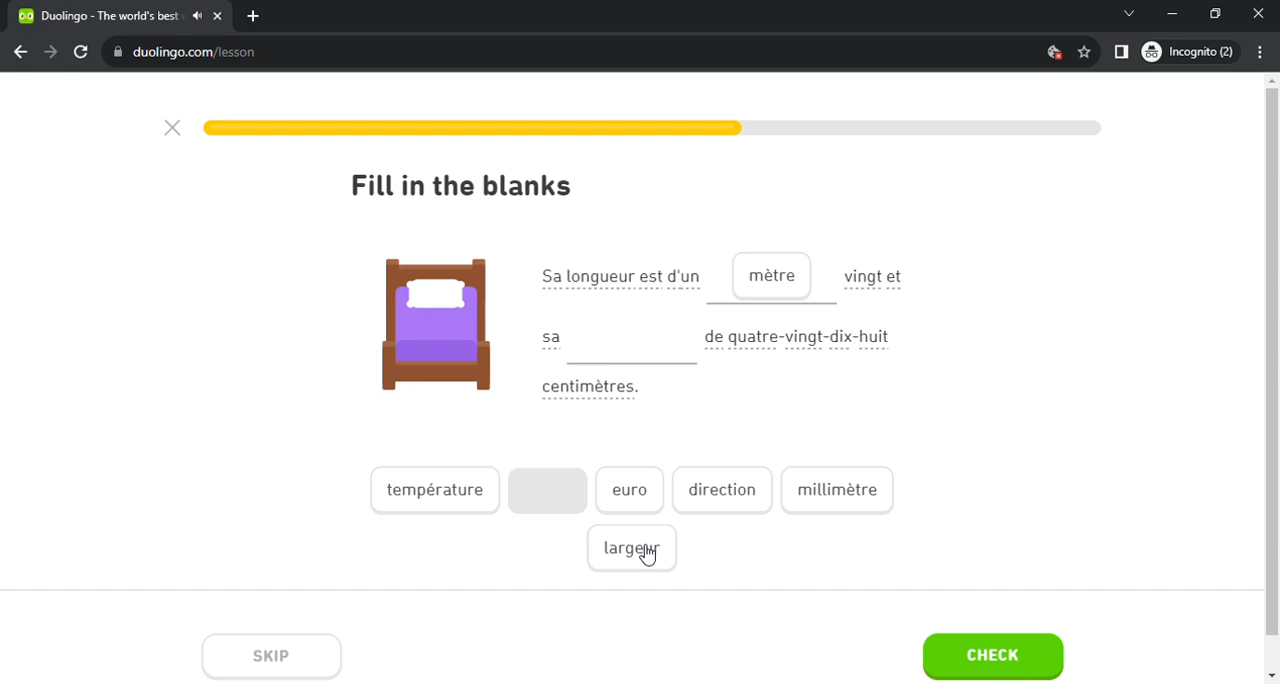 Duolingo - The world's best
duolingo.com/lesson
Incognito (2)
Fill in the blanks
Sa longueur est d'un mètre vingt et
sa de quatre-vingt-dix-huit
centimètres.
température euro direction millimètre
largeur
SKIP CHECK